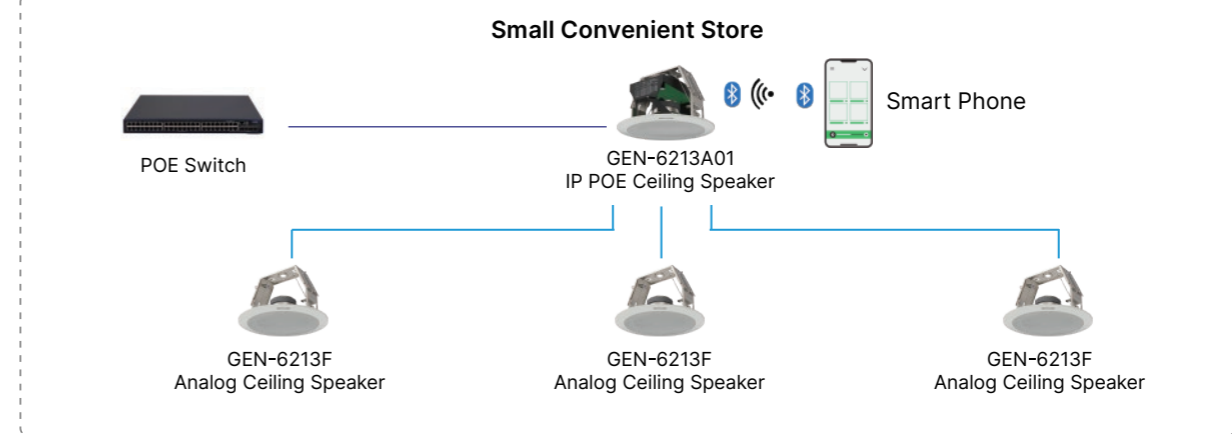 Small Convenient Store
Smart Phone
POE Switch
GEN-6213A01
IP POE Ceiling Speaker
GEN-6213F
Analog Ceiling Speaker
GEN-6213F
Analog Ceiling Speaker
GEN-6213F
Analog Ceiling Speaker